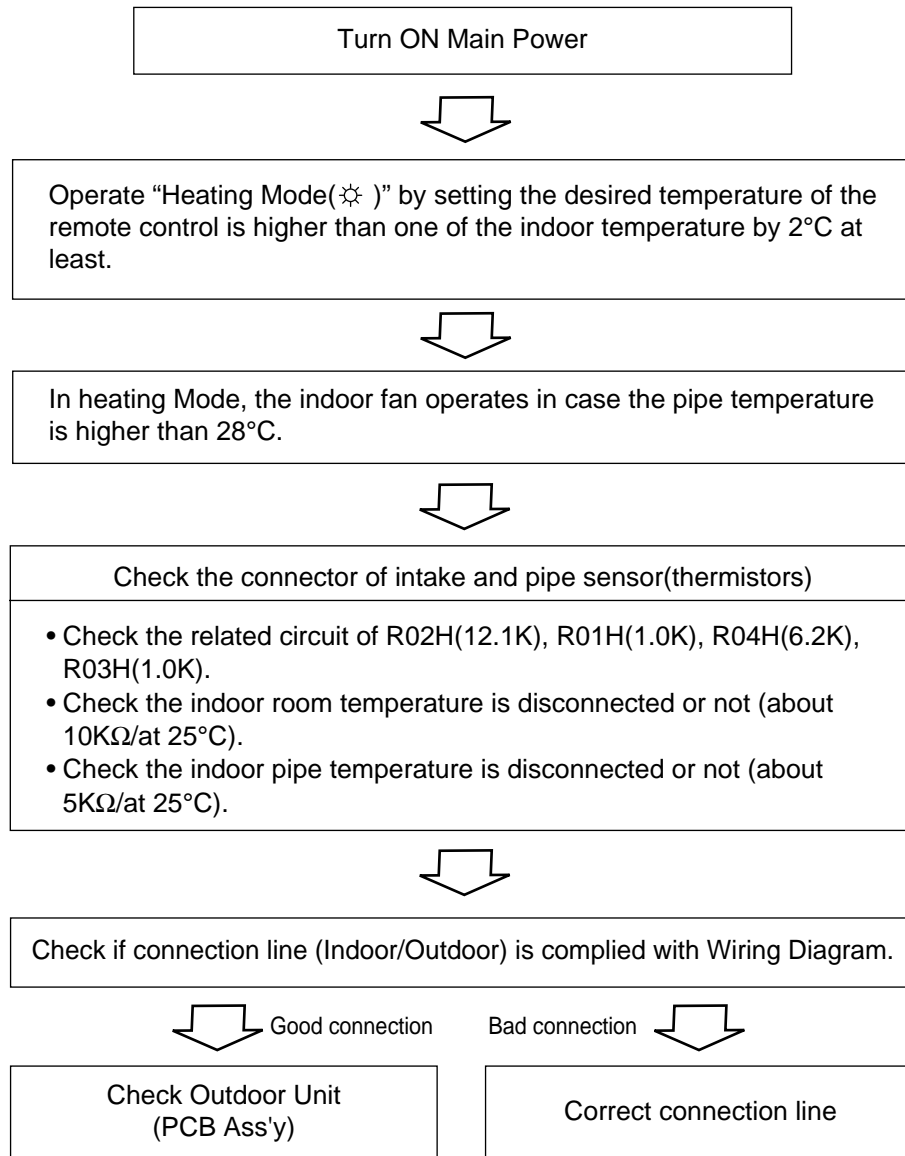 Turn ON Main Power
Operate “Heating Mode(☼ )” by setting the desired temperature of the
remote control is higher than one of the indoor temperature by 2°C at
least.
In heating Mode, the indoor fan operates in case the pipe temperature
is higher than 28°C.
Check the connector of intake and pipe sensor(thermistors)
• Check the related circuit of R02H(12.1K), R01H(1.0K), R04H(6.2K),
R03H(1.0K).
• Check the indoor room temperature is disconnected or not (about
10KΩ/at 25°C).
• Check the indoor pipe temperature is disconnected or not (about
5KΩ/at 25°C).
Check if connection line (Indoor/Outdoor) is complied with Wiring Diagram.
Good connection
Bad connection
Check Outdoor Unit
(PCB Ass'y)
Correct connection line